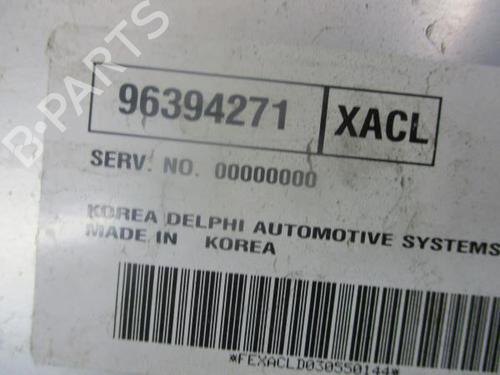 96394271 XACL
SERV. NO. 00000000
KOREA DELPHI AUTOMOTIVE SYSTEMS
MADE IN KOREA
*FEXACLD030550144*
B-PARTS